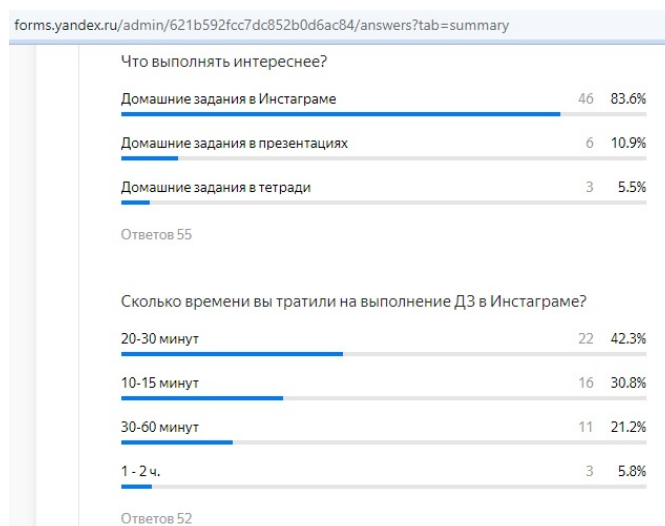 forms.yandex.ru/admin/621b592fcc7dc852b0d6ac84/answers?tab=summary
Что выполнять интереснее?
Домашние задания в Инстаграме 46 83.6%
Домашние задания в презентациях 6 10.9%
Домашние задания в тетради 3 5.5%
Ответов 55
Сколько времени вы тратили на выполнение ДЗ в Инстаграме?
20-30 минут 22 42.3%
10-15 минут 16 30.8%
30-60 минут 11 21.2%
1 - 2 ч. 3 5.8%
Ответов 52